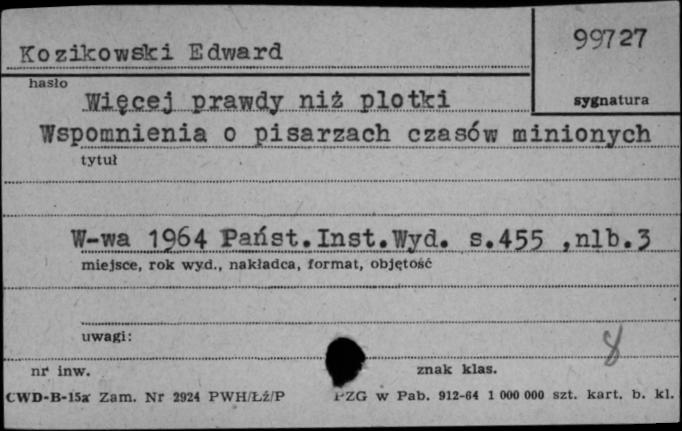 Kozikowski Edward
99727
hasło
sygnatura
Więcej prawdy niż plotki
Wspomnienia o pisarzach czasów minionych
tytuł
W-wa 1964 Państ.Inst.Wyd. s.455 ,nlb.3
miejsce, rok wyd., nakładca, format, objętość
uwagi:
8
nr inw.
znak klas.
CWD-B-15a Zam. Nr 2924 PWH/Łź/P PZG w Pab. 912-64 1 000 000 szt. kart. b. kl.